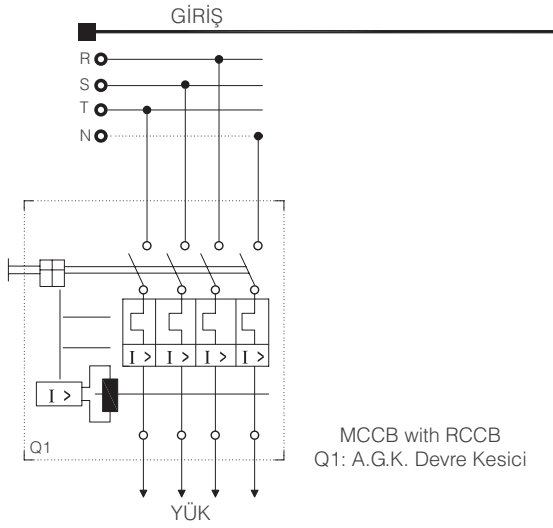 GİRİŞ
R
S
T
N
I > I > I > I >
I >
Q1
MCCB with RCCB
Q1: A.G.K. Devre Kesici
YÜK